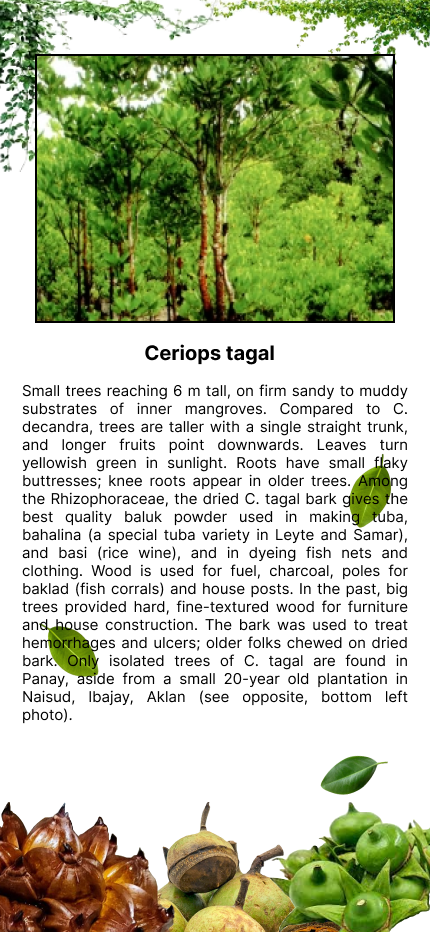 Ceriops tagal
Small trees reaching 6 m tall, on firm sandy to muddy
substrates of inner mangroves. Compared to C.
decandra, trees are taller with a single straight trunk,
and longer fruits point downwards. Leaves turn
yellowish green in sunlight. Roots have small flaky
buttresses; knee roots appear in older trees. Among
the Rhizophoraceae, the dried C. tagal bark gives the
best quality baluk powder used in making tuba,
bahalina (a special tuba variety in Leyte and Samar),
and basi (rice wine), and in dyeing fish nets and
clothing. Wood is used for fuel, charcoal, poles for
baklad (fish corrals) and house posts. In the past, big
trees provided hard, fine-textured wood for furniture
and house construction. The bark was used to treat
hemorrhages and ulcers; older folks chewed on dried
bark. Only isolated trees of C. tagal are found in
Panay, aside from a small 20-year old plantation in
Naisud, Ibajay, Aklan (see opposite, bottom left
photo).